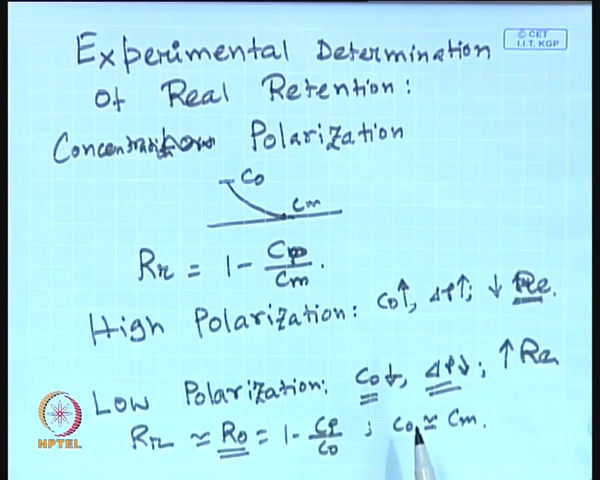 © CET
I.I.T. KGP
Experimental Determination
of Real Retention:
Concentration Polarization
Co
Cm
Rr = 1 - Cp/Cm.
High Polarization: Co↑, ΔP↑; ↓ Re.
Low Polarization: Co↓, ΔP↓; ↑ Re
Rr ≃ Ro = 1 - Cp/Co ; Co ≃ Cm.
NPTEL